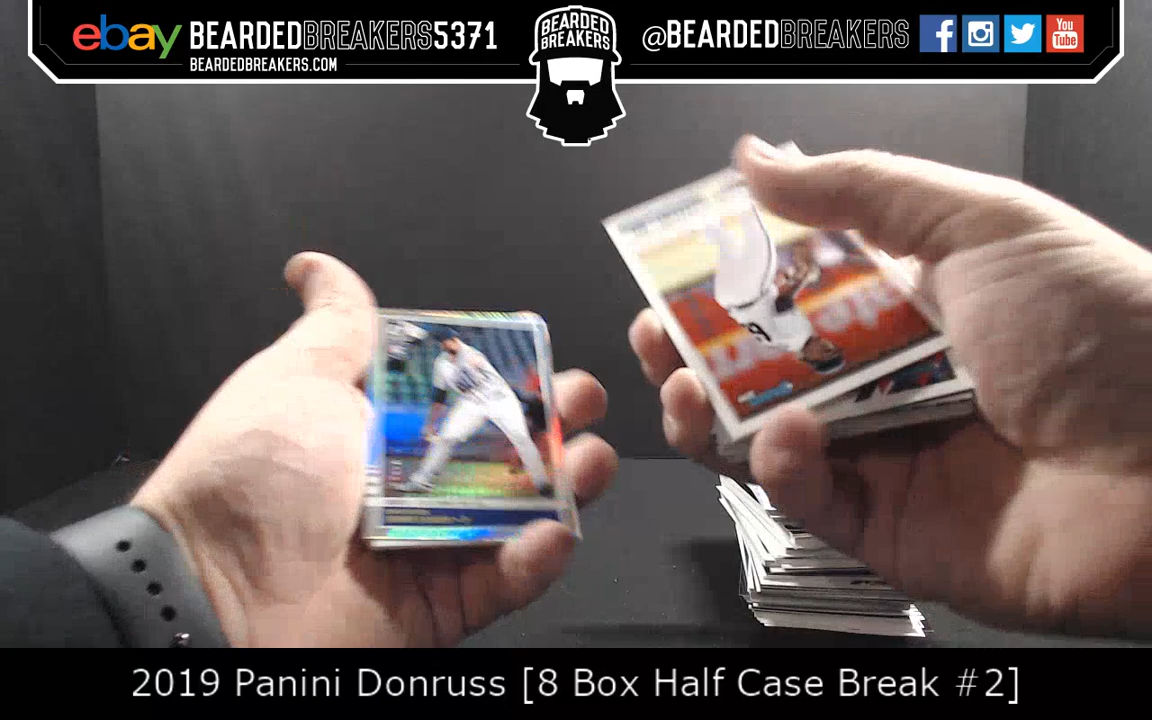 ebay BEARDEDBREAKERS5371
BEARDEDBREAKERS.COM
BEARDED
BREAKERS
@BEARDEDBREAKERS
You
Tube
2019 Panini Donruss [8 Box Half Case Break #2]